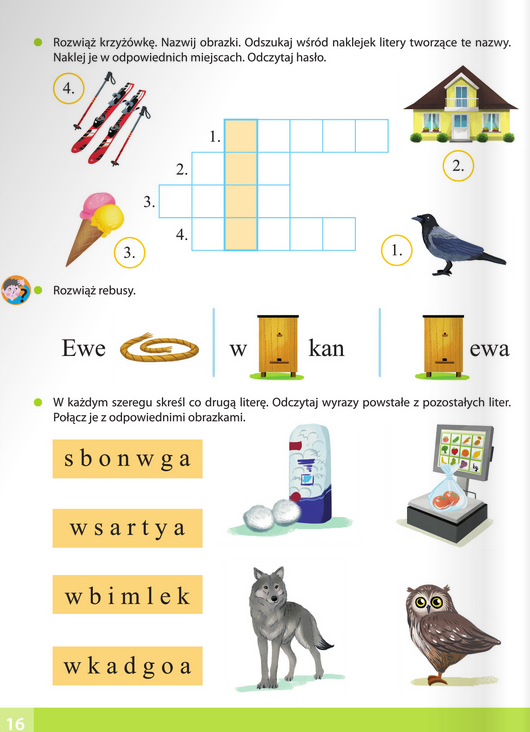 Rozwiąż krzyżówkę. Nazwij obrazki. Odszukaj wśród naklejek litery tworzące te nazwy.
Naklej je w odpowiednich miejscach. Odczytaj hasło.
4.
1.
2.
2.
3.
4.
3.
1.
Rozwiąż rebusy.
Ewe w kan ewa
W każdym szeregu skreśl co drugą literę. Odczytaj wyrazy powstałe z pozostałych liter.
Połącz je z odpowiednimi obrazkami.
s b o n w g a
w s a r t y a
w b i m l e k
w k a d g o a
16